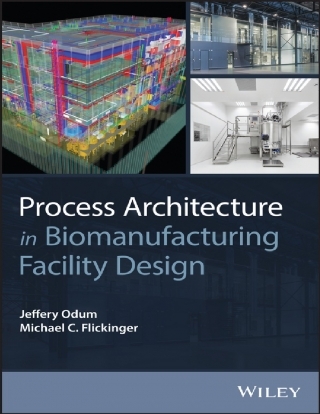 Process Architecture
in Biomanufacturing
Facility Design
Jeffery Odum
Michael C. Flickinger
WILEY